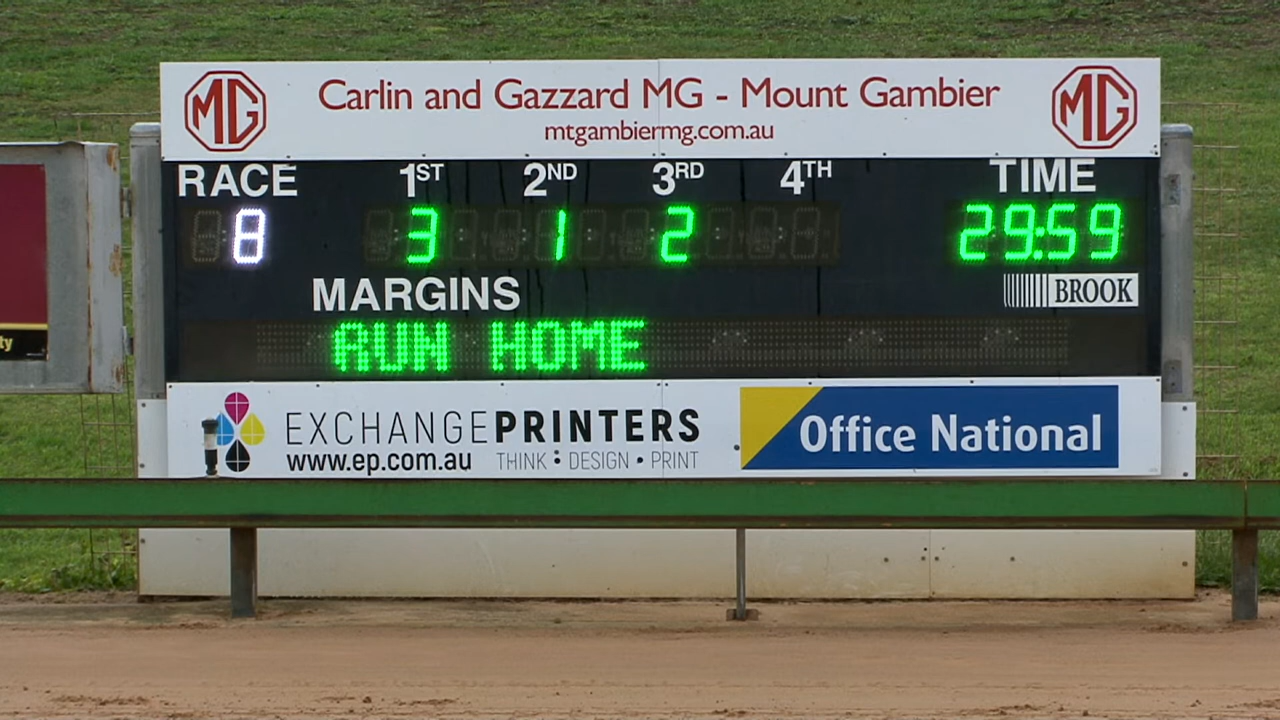 MG Carlin and Gazzard MG - Mount Gambier MG
mtgambiermg.com.au
RACE 1ST 2ND 3RD 4TH TIME
8 3 1 2 29:59
MARGINS BROOK
RUN HOME
EXCHANGEPRINTERS Office National
www.ep.com.au THINK • DESIGN • PRINT
ty